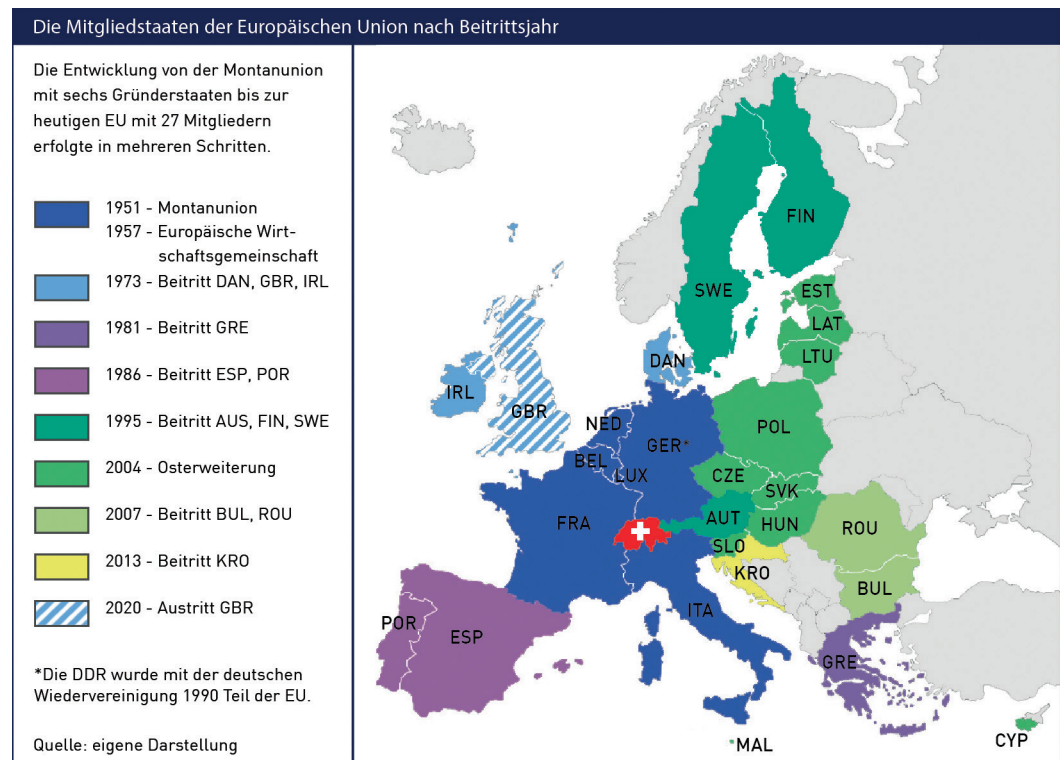 Die Mitgliedstaaten der Europäischen Union nach Beitrittsjahr
Die Entwicklung von der Montanunion
mit sechs Gründerstaaten bis zur
heutigen EU mit 27 Mitgliedern
erfolgte in mehreren Schritten.
1951 - Montanunion
1957 - Europäische Wirt-
schaftsgemeinschaft
1973 - Beitritt DAN, GBR, IRL
1981 - Beitritt GRE
1986 - Beitritt ESP, POR
1995 - Beitritt AUS, FIN, SWE
2004 - Osterweiterung
2007 - Beitritt BUL, ROU
2013 - Beitritt KRO
2020 - Austritt GBR
*Die DDR wurde mit der deutschen
Wiedervereinigung 1990 Teil der EU.
Quelle: eigene Darstellung
FIN
SWE
EST
LAT
LTU
DAN
IRL
GBR
NED
GER*
POL
BEL
LUX
CZE
SVK
FRA
AUT
HUN
ROU
SLO
KRO
BUL
ITA
POR
ESP
GRE
MAL
CYP